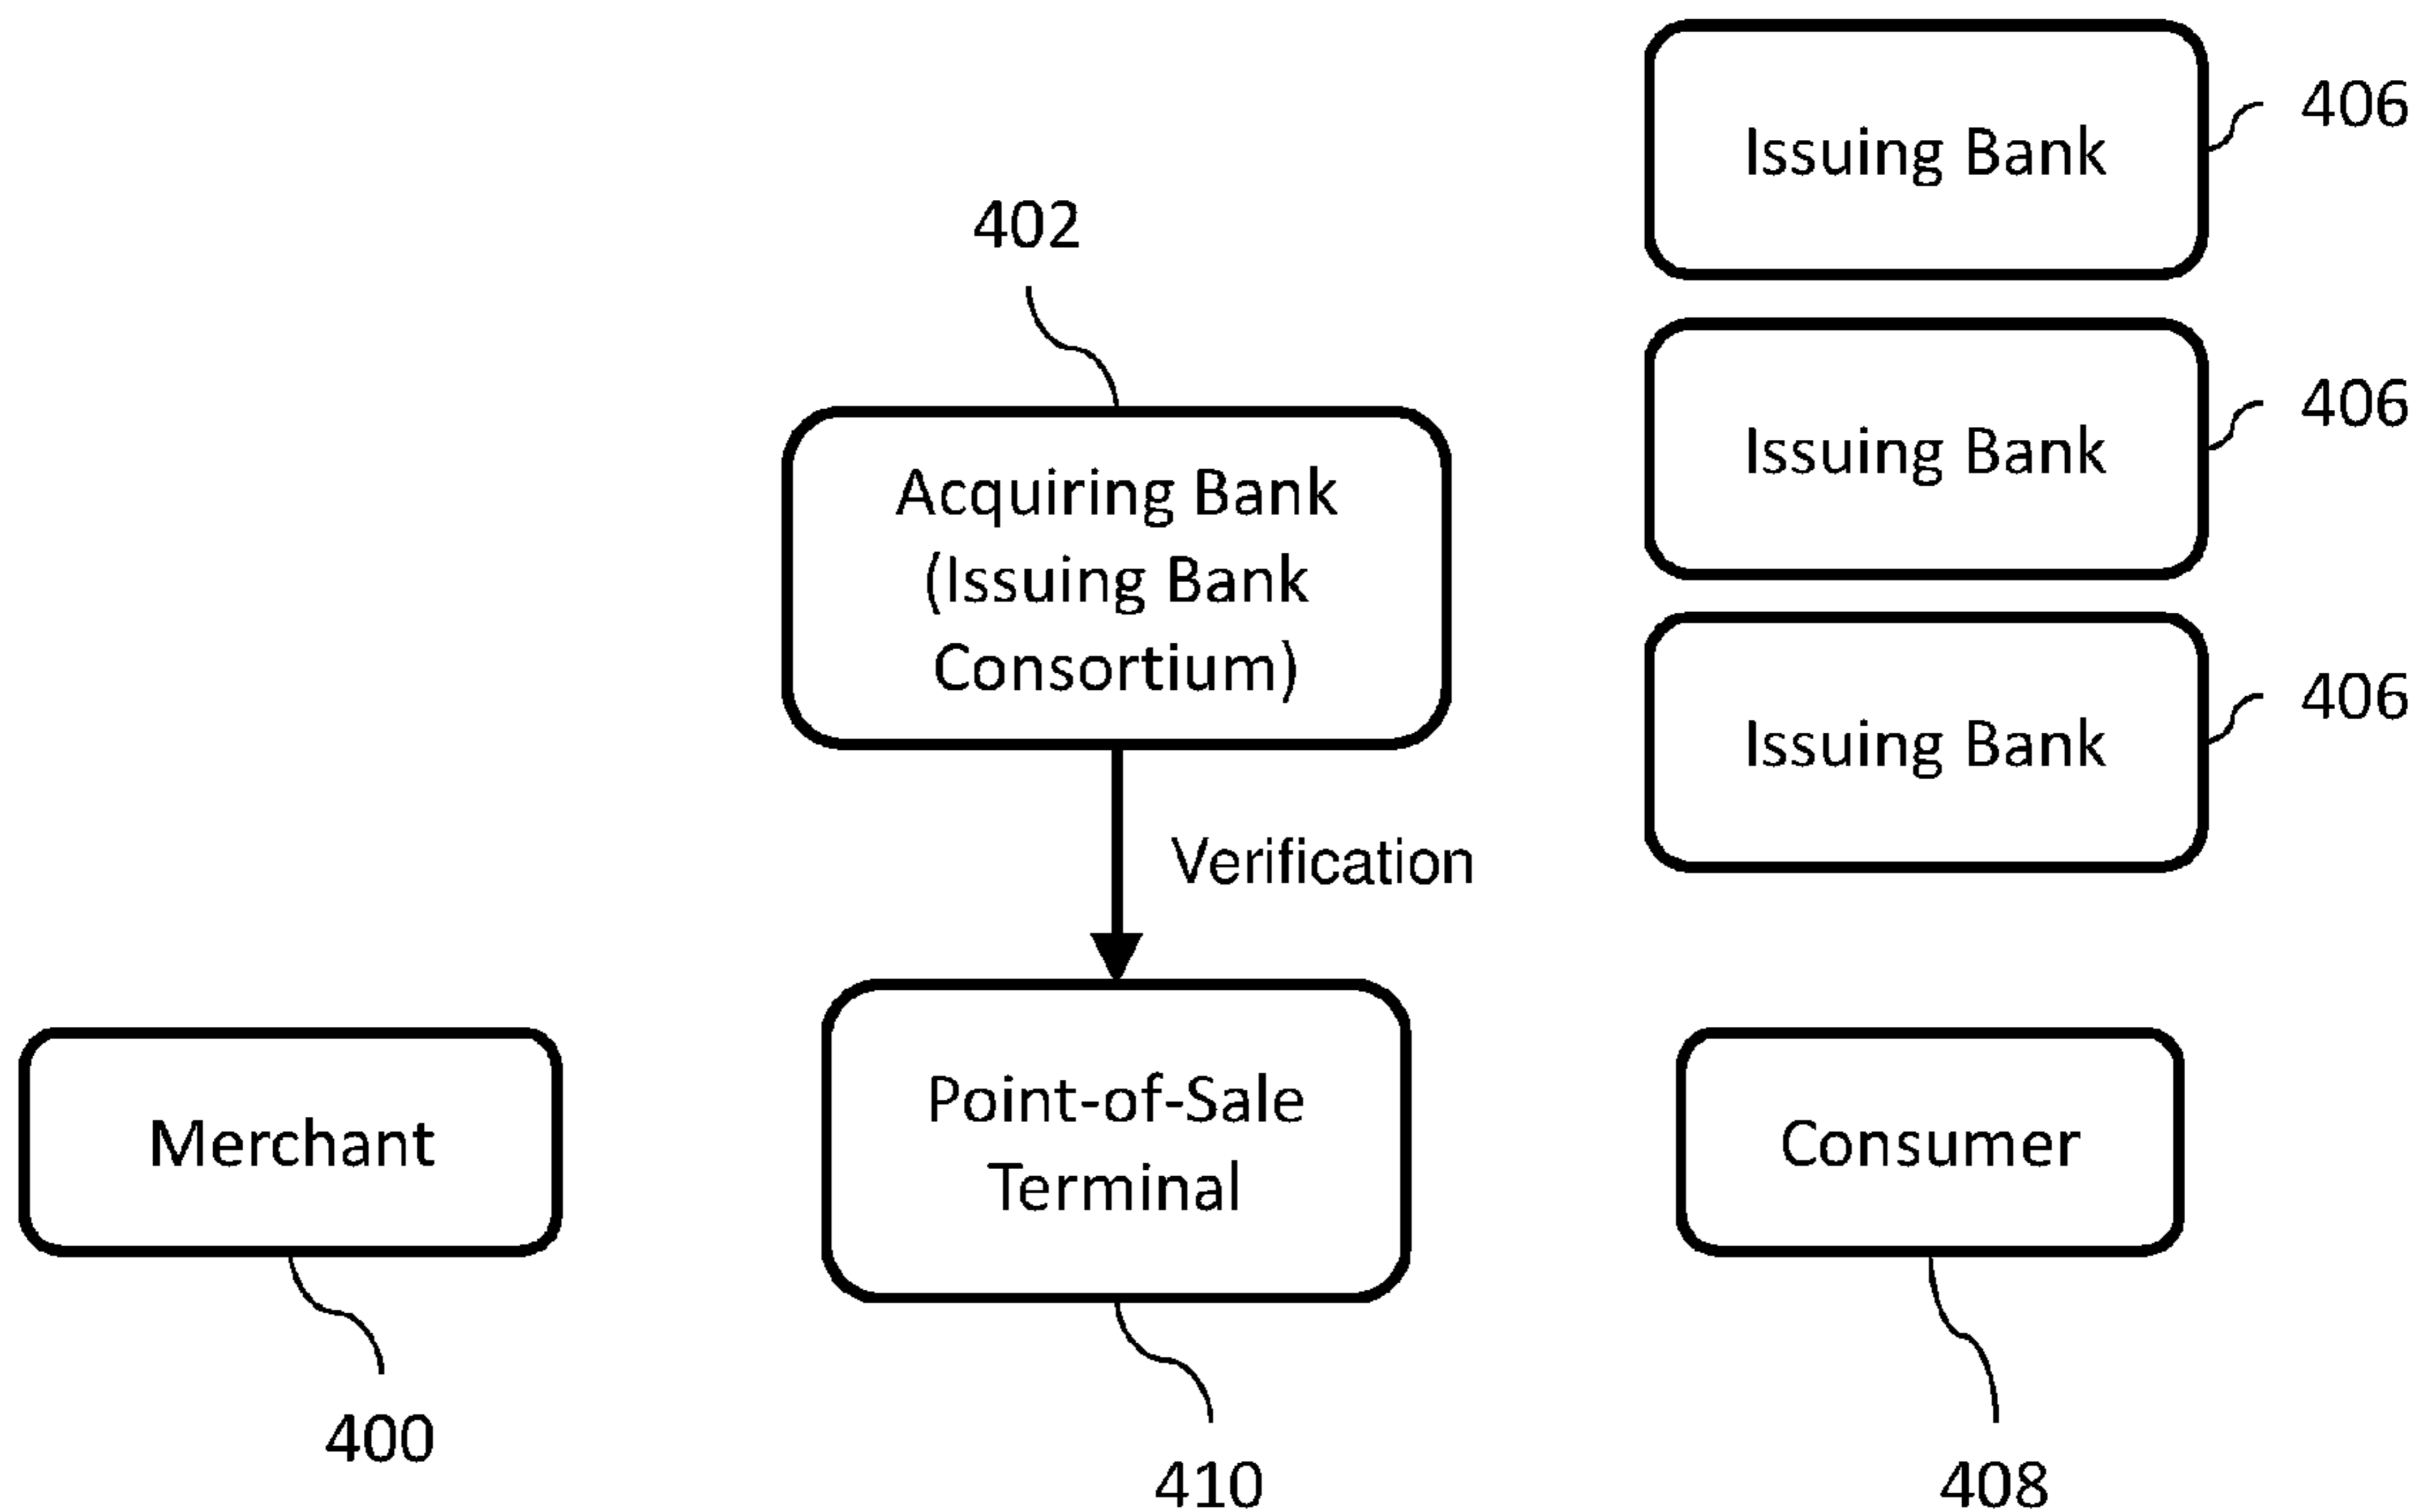 406
Issuing Bank
402
406
Issuing Bank
Acquiring Bank
(Issuing Bank
Consortium)
406
Issuing Bank
Verification
Point-of-Sale
Terminal
Merchant
Consumer
400
410
408